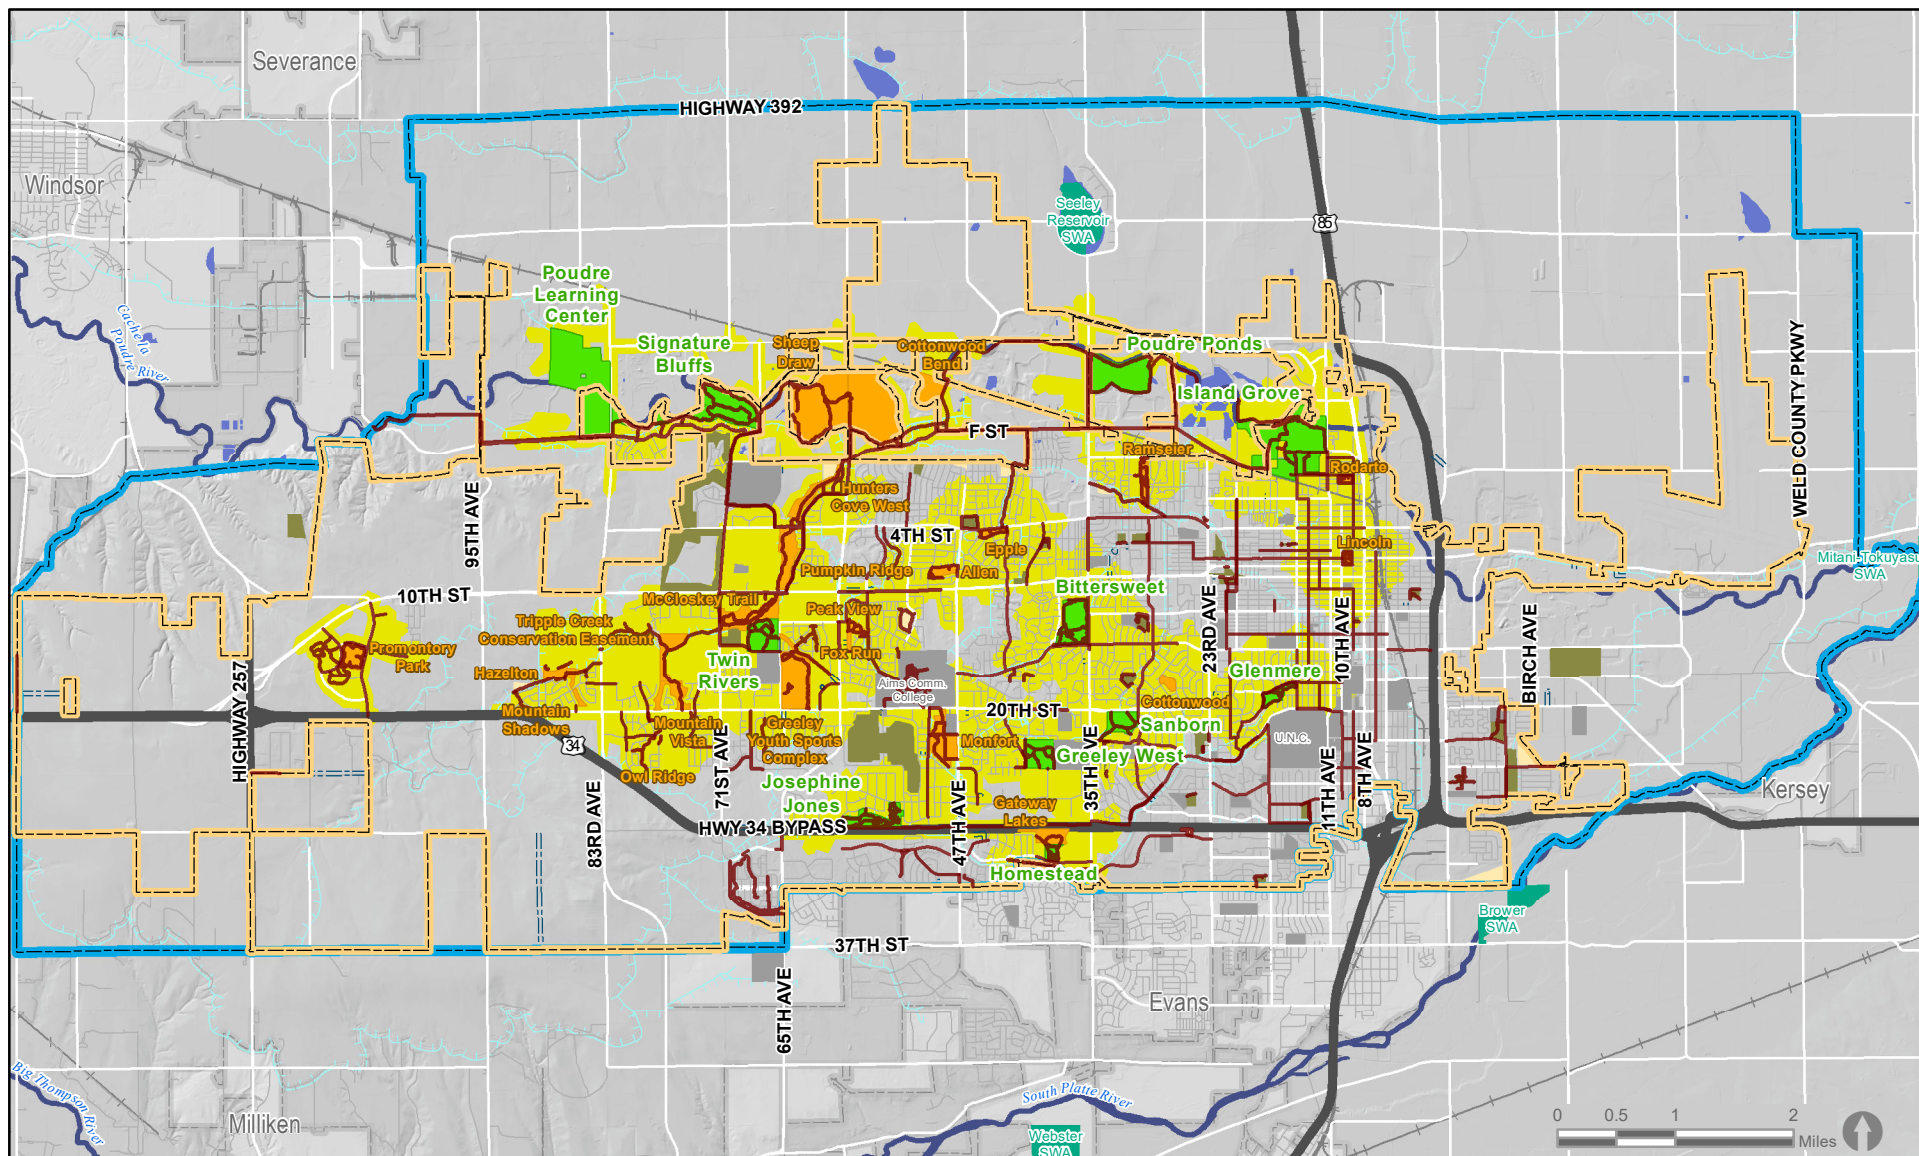 Severance
HIGHWAY 392
Windsor
Seeley
Reservoir
SWA
85
Poudre
Learning
Center
Cachella
Poudre River
Signature
Bluffs
Sheep
Draw
Cottonwood
Bend
Poudre Ponds
Island Grove
WELD COUNTY PKWY
F ST
Ramseier
Rodarte
95TH AVE
Hunters
Cove West
4TH ST
Epple
Lincoln
Mitani-Tokuyasu
SWA
Pumpkin Ridge
Allen
Bittersweet
10TH ST
McCloskey Trail
Peak View
23RD AVE
10TH AVE
BIRCH AVE
Tripple Creek
Conservation Easement
Promontory
Park
Fox Run
Twin
Rivers
Hazelton
Aims Comm.
College
Glenmere
Cottonwood
20TH ST
Mountain
Shadows
Mountain
Vista
Greeley
Youth Sports
Complex
Sanborn
Monfort
U.N.C.
HIGHWAY 257
34
71ST AVE
35TH AVE
Greeley West
Owl Ridge
Josephine
Jones
11TH AVE
8TH AVE
Kersey
83RD AVE
47TH AVE
Gateway
Lakes
HWY 34 BYPASS
Homestead
Brower
SWA
37TH ST
65TH AVE
Evans
Big Thompson River
South Platte River
Milliken
Webster
SWA
0 0.5 1 2
Miles